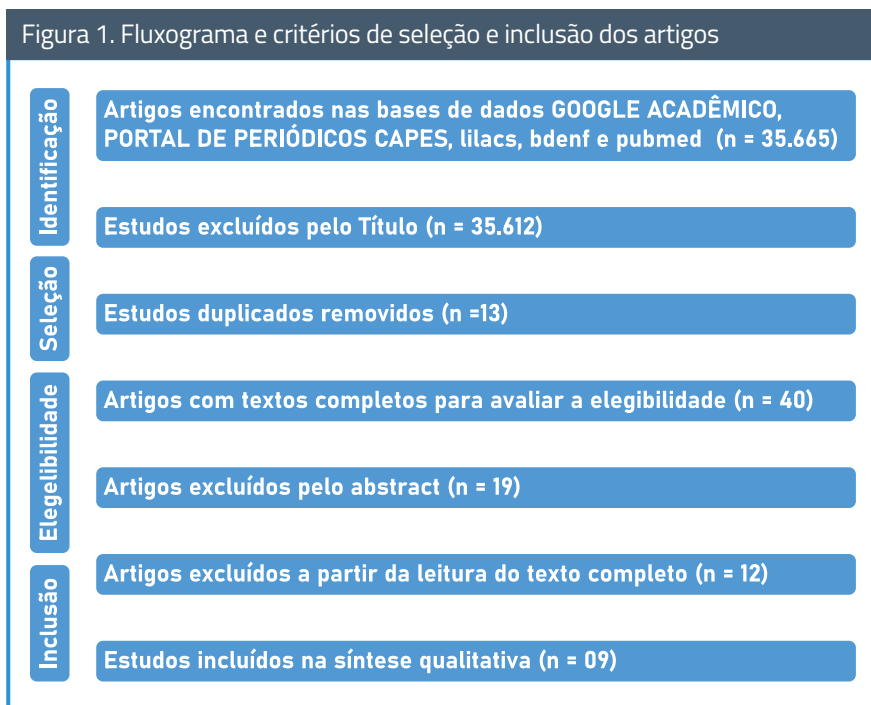 Figura 1. Fluxograma e critérios de seleção e inclusão dos artigos
Identificação
Artigos encontrados nas bases de dados GOOGLE ACADÊMICO,
PORTAL DE PERIÓDICOS CAPES, lilacs, bdenf e pubmed (n = 35.665)
Estudos excluídos pelo Título (n = 35.612)
Seleção
Estudos duplicados removidos (n =13)
Elegelibilidade
Artigos com textos completos para avaliar a elegibilidade (n = 40)
Artigos excluídos pelo abstract (n = 19)
Inclusão
Artigos excluídos a partir da leitura do texto completo (n = 12)
Estudos incluídos na síntese qualitativa (n = 09)